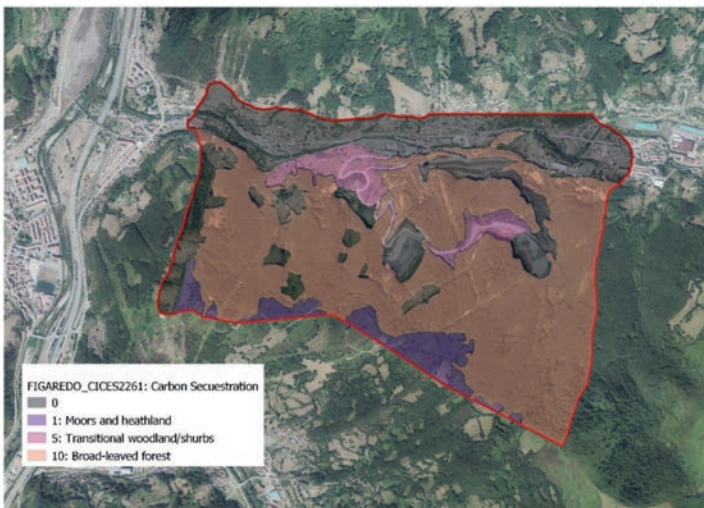 FIGAREDO_CICES2261: Carbon Secuestration
0
1: Moors and heathland
5: Transitional woodland/shurbs
10: Broad-leaved forest